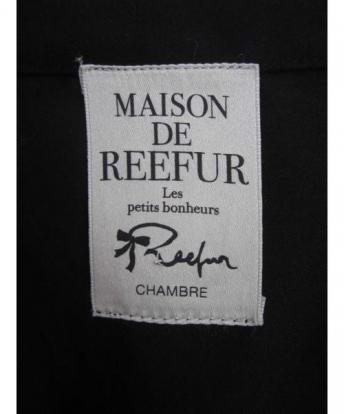 MAISON
DE
REEFUR
Les
petits bonheurs
Reefur
CHAMBRE